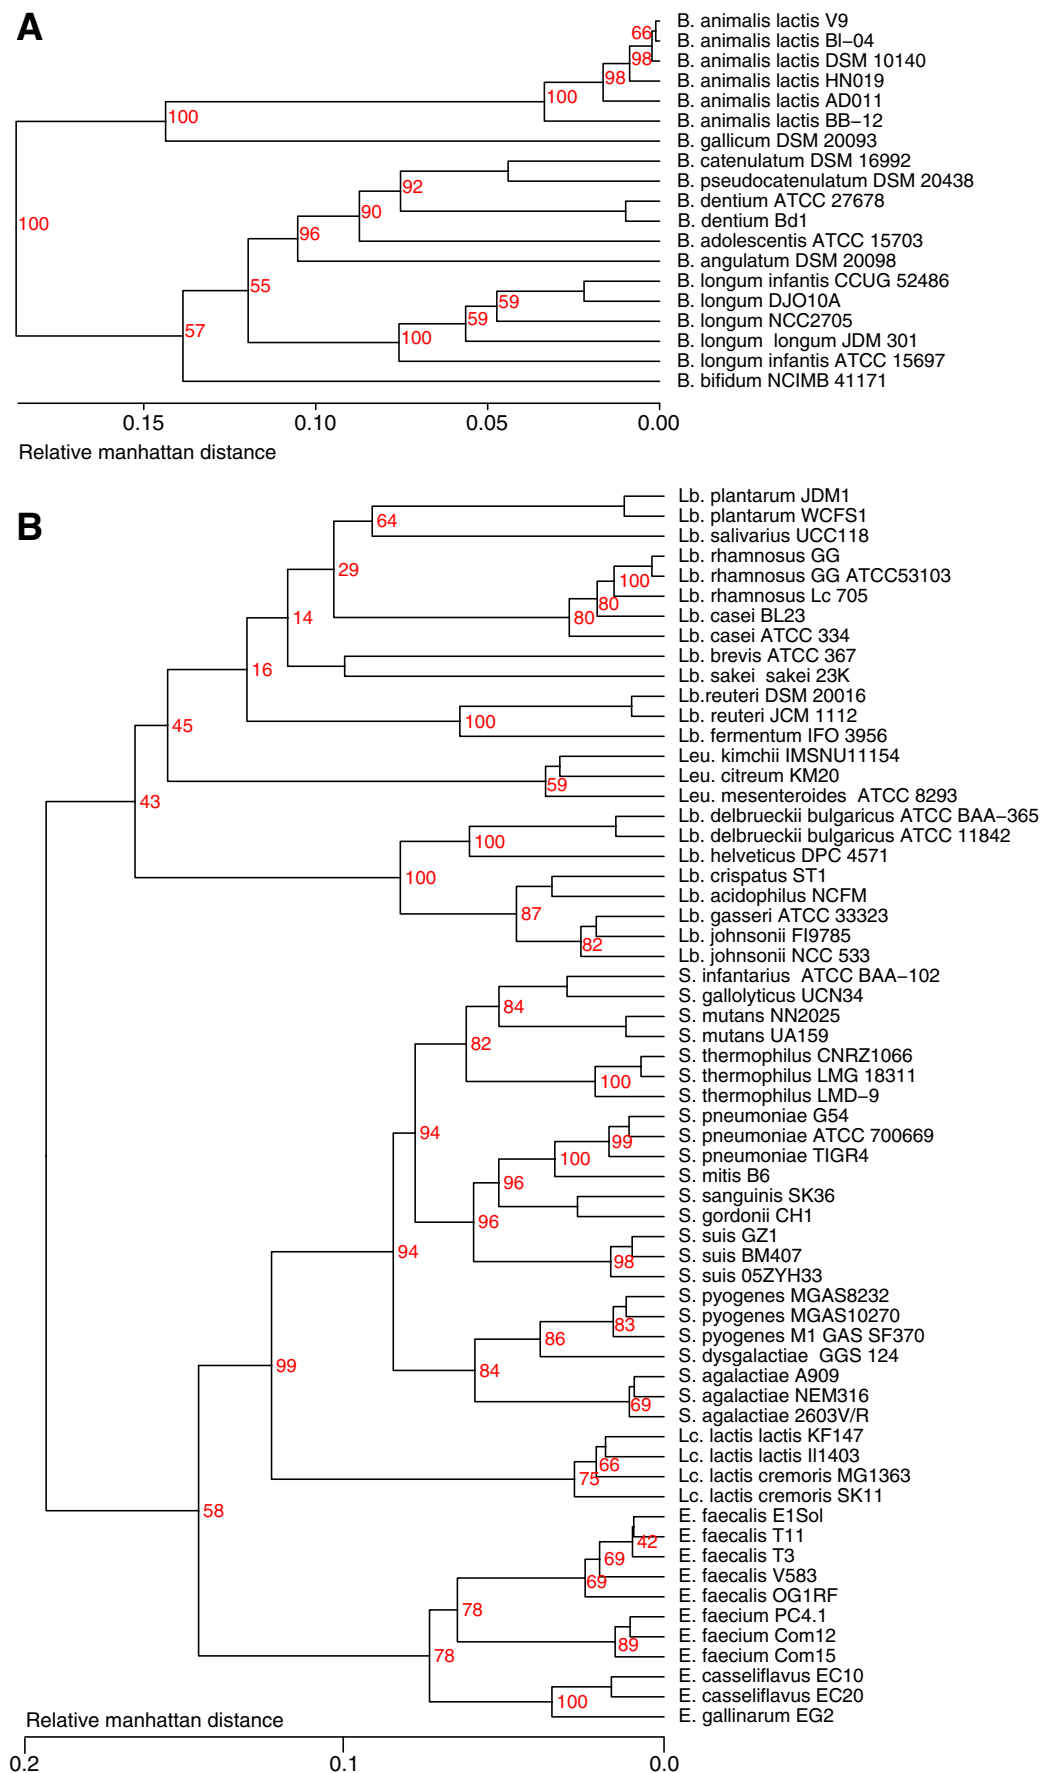 A
B. animalis lactis V9
66
B. animalis lactis Bl−04
98
B. animalis lactis DSM 10140
98
B. animalis lactis HN019
100
B. animalis lactis AD011
100
B. animalis lactis BB−12
B. gallicum DSM 20093
B. catenulatum DSM 16992
92
B. pseudocatenulatum DSM 20438
B. dentium ATCC 27678
90
B. dentium Bd1
100
96
B. adolescentis ATCC 15703
B. angulatum DSM 20098
55
B. longum infantis CCUG 52486
59
B. longum DJO10A
59
B. longum NCC2705
57
100
B. longum longum JDM 301
B. longum infantis ATCC 15697
B. bifidum NCIMB 41171
0.15 0.10 0.05 0.00
Relative manhattan distance
B
Lb. plantarum JDM1
64
Lb. plantarum WCFS1
Lb. salivarius UCC118
Lb. rhamnosus GG
29
100
Lb. rhamnosus GG ATCC53103
80
Lb. rhamnosus Lc 705
14
80
Lb. casei BL23
Lb. casei ATCC 334
Lb. brevis ATCC 367
16
Lb. sakei sakei 23K
Lb.reuteri DSM 20016
45
100
Lb. reuteri JCM 1112
Lb. fermentum IFO 3956
Leu. kimchii IMSNU11154
59
Leu. citreum KM20
43
Leu. mesenteroides ATCC 8293
Lb. delbrueckii bulgaricus ATCC BAA−365
100
Lb. delbrueckii bulgaricus ATCC 11842
Lb. helveticus DPC 4571
100
Lb. crispatus ST1
Lb. acidophilus NCFM
87
Lb. gasseri ATCC 33323
82
Lb. johnsonii FI9785
Lb. johnsonii NCC 533
S. infantarius ATCC BAA−102
84
S. gallolyticus UCN34
S. mutans NN2025
82
S. mutans UA159
S. thermophilus CNRZ1066
100
S. thermophilus LMG 18311
S. thermophilus LMD−9
S. pneumoniae G54
94
99
S. pneumoniae ATCC 700669
100
S. pneumoniae TIGR4
96
S. mitis B6
S. sanguinis SK36
96
S. gordonii CH1
S. suis GZ1
94
98
S. suis BM407
S. suis 05ZYH33
S. pyogenes MGAS8232
83
S. pyogenes MGAS10270
86
S. pyogenes M1 GAS SF370
99
84
S. dysgalactiae GGS 124
S. agalactiae A909
69
S. agalactiae NEM316
S. agalactiae 2603V/R
Lc. lactis lactis KF147
66
Lc. lactis lactis Il1403
75
Lc. lactis cremoris MG1363
Lc. lactis cremoris SK11
58
E. faecalis E1Sol
42
E. faecalis T11
69
E. faecalis T3
69
E. faecalis V583
E. faecalis OG1RF
78
E. faecium PC4.1
89
E. faecium Com12
78
E. faecium Com15
E. casseliflavus EC10
100
E. casseliflavus EC20
E. gallinarum EG2
Relative manhattan distance
0.2 0.1 0.0